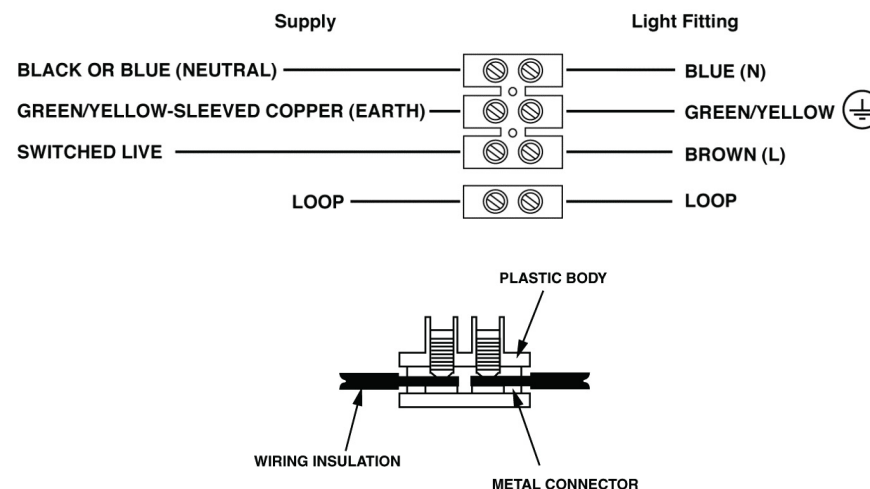 Supply Light Fitting
BLACK OR BLUE (NEUTRAL) BLUE (N)
GREEN/YELLOW-SLEEVED COPPER (EARTH) GREEN/YELLOW
SWITCHED LIVE BROWN (L)
LOOP LOOP
PLASTIC BODY
WIRING INSULATION
METAL CONNECTOR